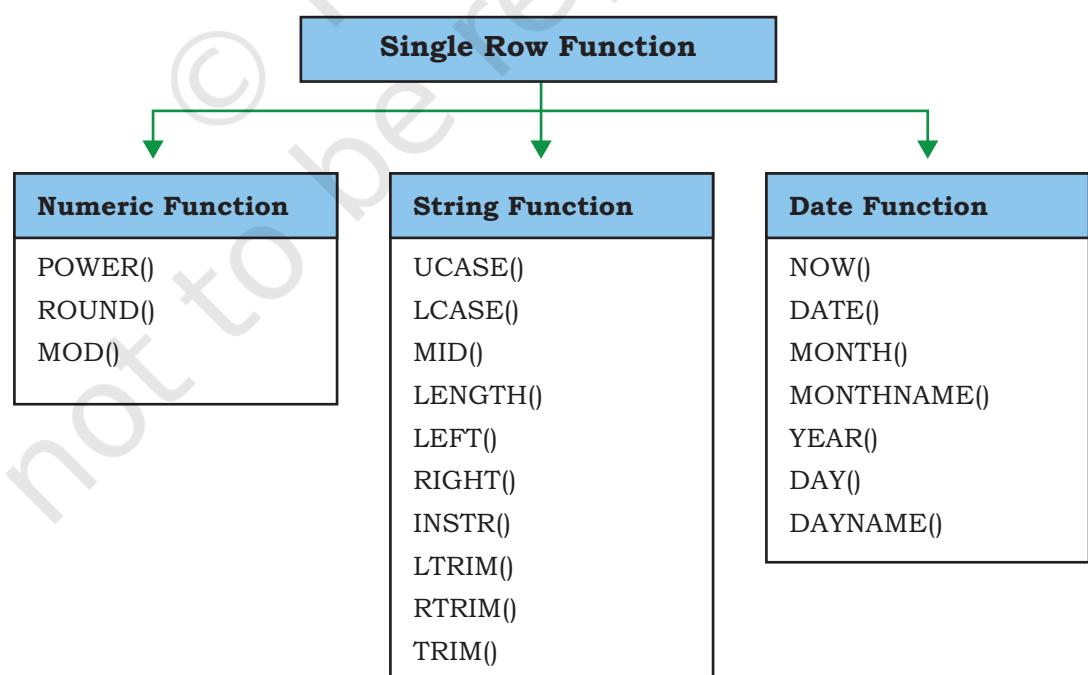 Single Row Function
Numeric Function
POWER()
ROUND()
MOD()
String Function
UCASE()
LCASE()
MID()
LENGTH()
LEFT()
RIGHT()
INSTR()
LTRIM()
RTRIM()
TRIM()
Date Function
NOW()
DATE()
MONTH()
MONTHNAME()
YEAR()
DAY()
DAYNAME()
©
not to be re